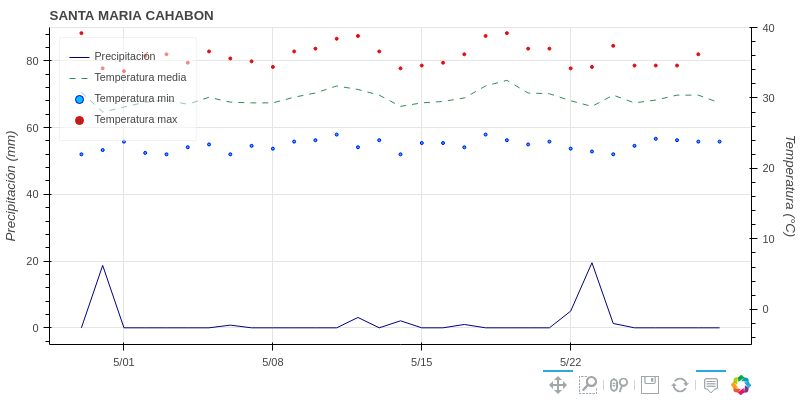 SANTA MARIA CAHABON
Precipitación
Temperatura media
Temperatura min
Temperatura max
Precipitación (mm)
80
60
40
20
0
Temperatura (°C)
40
30
20
10
0
5/01
5/08
5/15
5/22